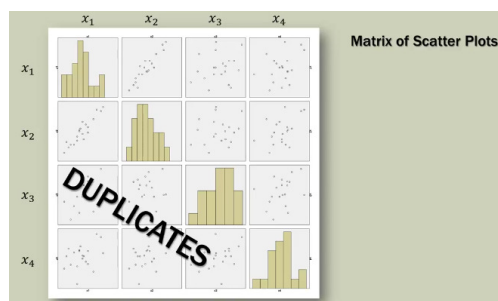 x₁ x₂ x₃ x₄
Matrix of Scatter Plots
x₁
x₂
x₃
x₄
DUPLICATES